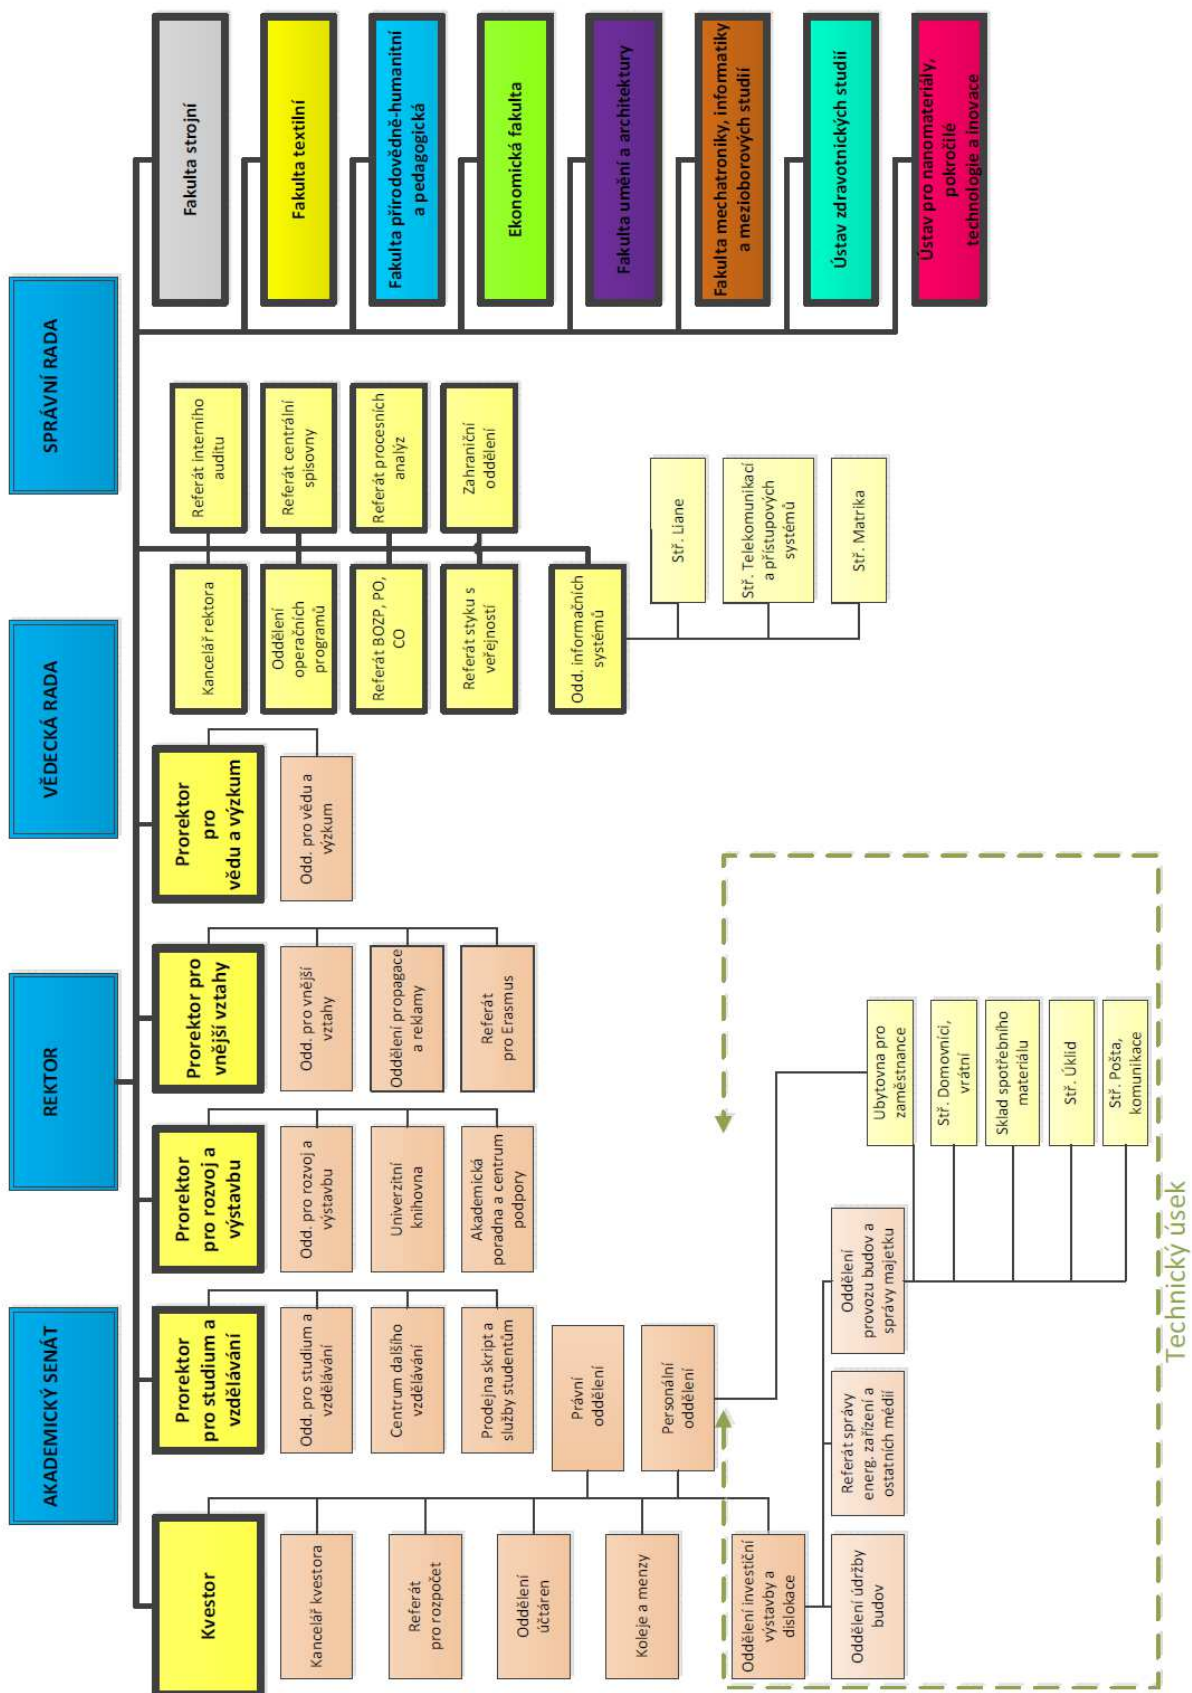 AKADEMICKÝ SENÁT
REKTOR
VĚDECKÁ RADA
SPRÁVNÍ RADA
Kvestor
Prorektor
pro studium a
vzdělávání
Prorektor
pro rozvoj a
výstavbu
Prorektor pro
vnější vztahy
Prorektor
pro
vědu a výzkum
Kancelář kvestora
Referát
pro rozpočet
Oddělení
účtáren
Koleje a menzy
Právní
oddělení
Personální
oddělení
Oddělení investiční
výstavby a
dislokace
Odd. pro studium a
vzdělávání
Centrum dalšího
vzdělávání
Prodejna skript a
služby studentům
Odd. pro rozvoj a
výstavbu
Univerzitní
knihovna
Akademická
poradna a centrum
podpory
Odd. pro vnější
vztahy
Oddělení propagace
a reklamy
Referát
pro Erasmus
Odd. pro vědu a
výzkum
Kancelář rektora
Referát interního
auditu
Oddělení
operačních
programů
Referát centrální
spisovny
Referát BOZP, PO,
CO
Referát procesních
analýz
Referát styku s
veřejností
Zahraniční
oddělení
Odd. informačních
systémů
Stř. Liane
Stř. Telekomunikací
a přístupových
systémů
Stř. Matrika
Fakulta strojní
Fakulta textilní
Fakulta přírodovědně-humanitní
a pedagogická
Ekonomická fakulta
Fakulta umění a architektury
Fakulta mechatroniky, informatiky
a mezioborových studií
Ústav zdravotnických studií
Ústav pro nanomateriály,
pokročilé
technologie a inovace
Oddělení údržby
budov
Referát správy
energ. zařízení a
ostatních médií
Oddělení
provozu budov a
správy majetku
Ubytovna pro
zaměstnance
Stř. Domovníci,
vrátní
Sklad spotřebního
materiálu
Stř. Úklid
Stř. Pošta,
komunikace
Technický úsek